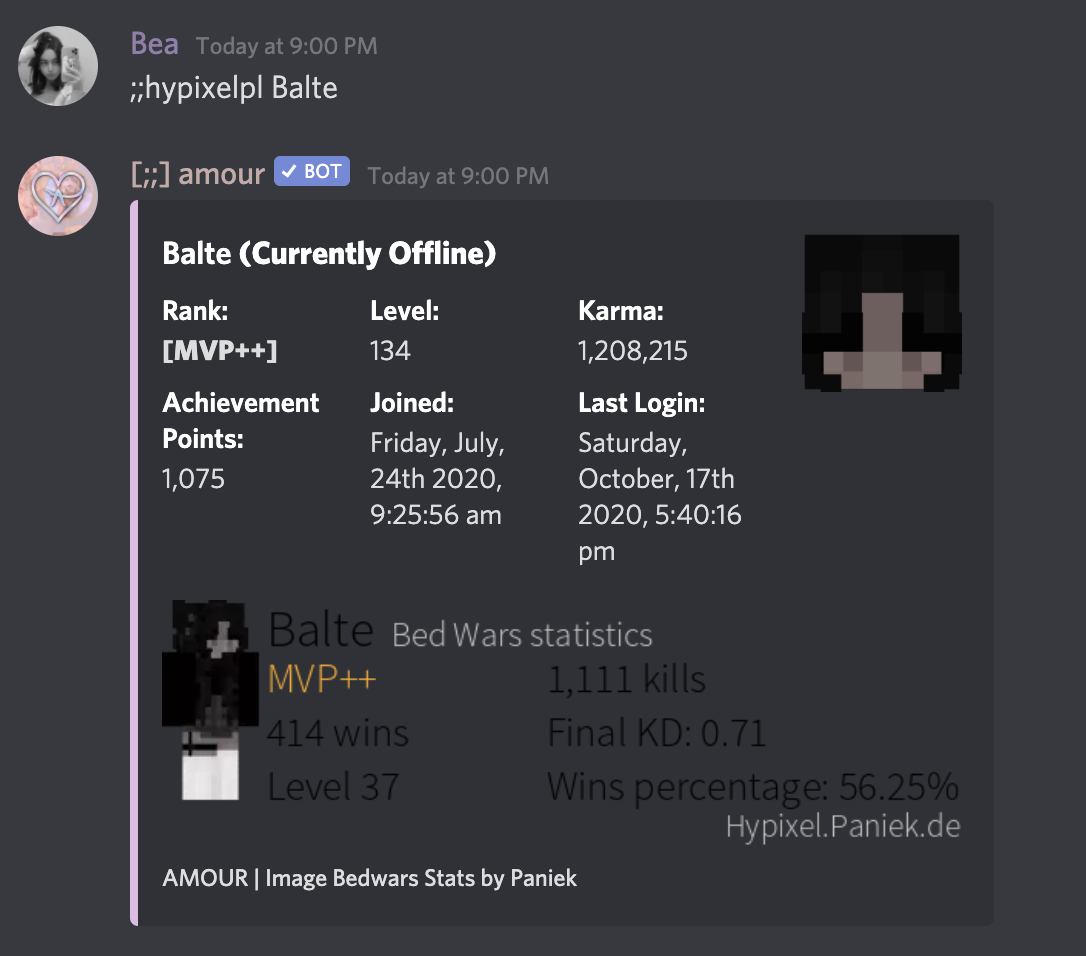 Bea Today at 9:00 PM
;;hypixelpl Balte
[;;] amour ✓ BOT Today at 9:00 PM
Balte (Currently Offline)
Rank: Level: Karma:
[MVP++] 134 1,208,215
Achievement Points:
1,075
Joined:
Friday, July,
24th 2020,
9:25:56 am
Last Login:
Saturday,
October, 17th
2020, 5:40:16
pm
Balte Bed Wars statistics
MVP++ 1,111 kills
414 wins Final KD: 0.71
Level 37 Wins percentage: 56.25%
Hypixel.Paniek.de
AMOUR | Image Bedwars Stats by Paniek